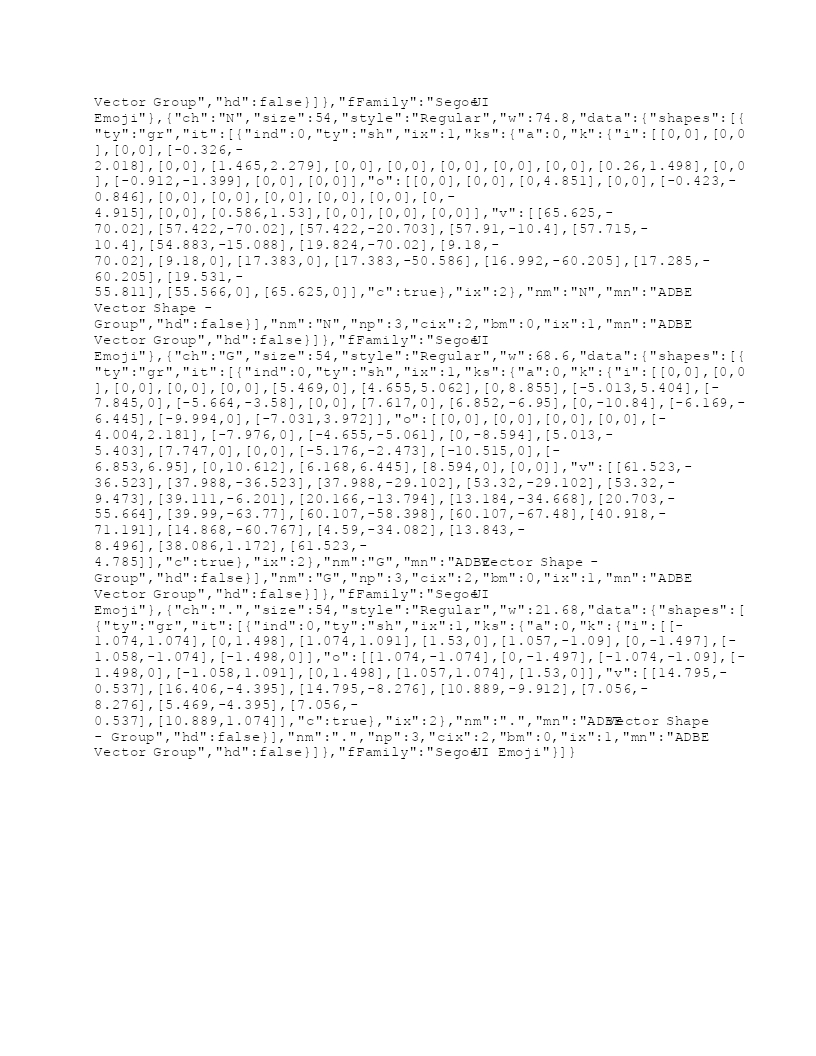 Vector Group","hd":false}]},"fFamily":"Segoe UI
Emoji"},{"ch":"N","size":54,"style":"Regular","w":74.8,"data":{"shapes":[{
"ty":"gr","it":[{"ind":0,"ty":"sh","ix":1,"ks":{"a":0,"k":{"i":[[0,0],[0,0
],[0,0],[-0.326,-
2.018],[0,0],[1.465,2.279],[0,0],[0,0],[0,0],[0,0],[0,0],[0.26,1.498],[0,0
],[-0.912,-1.399],[0,0],[0,0]],"o":[[0,0],[0,0],[0,4.851],[0,0],[-0.423,-
0.846],[0,0],[0,0],[0,0],[0,0],[0,0],[0,-
4.915],[0,0],[0.586,1.53],[0,0],[0,0],[0,0]],"v":[[65.625,-
70.02],[57.422,-70.02],[57.422,-20.703],[57.91,-10.4],[57.715,-
10.4],[54.883,-15.088],[19.824,-70.02],[9.18,-
70.02],[9.18,0],[17.383,0],[17.383,-50.586],[16.992,-60.205],[17.285,-
60.205],[19.531,-
55.811],[55.566,0],[65.625,0]],"c":true},"ix":2},"nm":"N","mn":"ADBE
Vector Shape -
Group","hd":false}],"nm":"N","np":3,"cix":2,"bm":0,"ix":1,"mn":"ADBE
Vector Group","hd":false}]},"fFamily":"Segoe UI
Emoji"},{"ch":"G","size":54,"style":"Regular","w":68.6,"data":{"shapes":[{
"ty":"gr","it":[{"ind":0,"ty":"sh","ix":1,"ks":{"a":0,"k":{"i":[[0,0],[0,0
],[0,0],[0,0],[0,0],[5.469,0],[4.655,5.062],[0,8.855],[-5.013,5.404],[-
7.845,0],[-5.664,-3.58],[0,0],[7.617,0],[6.852,-6.95],[0,-10.84],[-6.169,-
6.445],[-9.994,0],[-7.031,3.972]],"o":[[0,0],[0,0],[0,0],[0,0],[-
4.004,2.181],[-7.976,0],[-4.655,-5.061],[0,-8.594],[5.013,-
5.403],[7.747,0],[0,0],[-5.176,-2.473],[-10.515,0],[-
6.853,6.95],[0,10.612],[6.168,6.445],[8.594,0],[0,0]],"v":[[61.523,-
36.523],[37.988,-36.523],[37.988,-29.102],[53.32,-29.102],[53.32,-
9.473],[39.111,-6.201],[20.166,-13.794],[13.184,-34.668],[20.703,-
55.664],[39.99,-63.77],[60.107,-58.398],[60.107,-67.48],[40.918,-
71.191],[14.868,-60.767],[4.59,-34.082],[13.843,-
8.496],[38.086,1.172],[61.523,-
4.785]],"c":true},"ix":2},"nm":"G","mn":"ADBE Vector Shape -
Group","hd":false}],"nm":"G","np":3,"cix":2,"bm":0,"ix":1,"mn":"ADBE
Vector Group","hd":false}]},"fFamily":"Segoe UI
Emoji"},{"ch":".","size":54,"style":"Regular","w":21.68,"data":{"shapes":[
{"ty":"gr","it":[{"ind":0,"ty":"sh","ix":1,"ks":{"a":0,"k":{"i":[[-
1.074,1.074],[0,1.498],[1.074,1.091],[1.53,0],[1.057,-1.09],[0,-1.497],[-
1.058,-1.074],[-1.498,0]],"o":[[1.074,-1.074],[0,-1.497],[-1.074,-1.09],[-
1.498,0],[-1.058,1.091],[0,1.498],[1.057,1.074],[1.53,0]],"v":[[14.795,-
0.537],[16.406,-4.395],[14.795,-8.276],[10.889,-9.912],[7.056,-
8.276],[5.469,-4.395],[7.056,-
0.537],[10.889,1.074]],"c":true},"ix":2},"nm":".","mn":"ADBE Vector Shape
- Group","hd":false}],"nm":".","np":3,"cix":2,"bm":0,"ix":1,"mn":"ADBE
Vector Group","hd":false}]},"fFamily":"Segoe UI Emoji"}]}